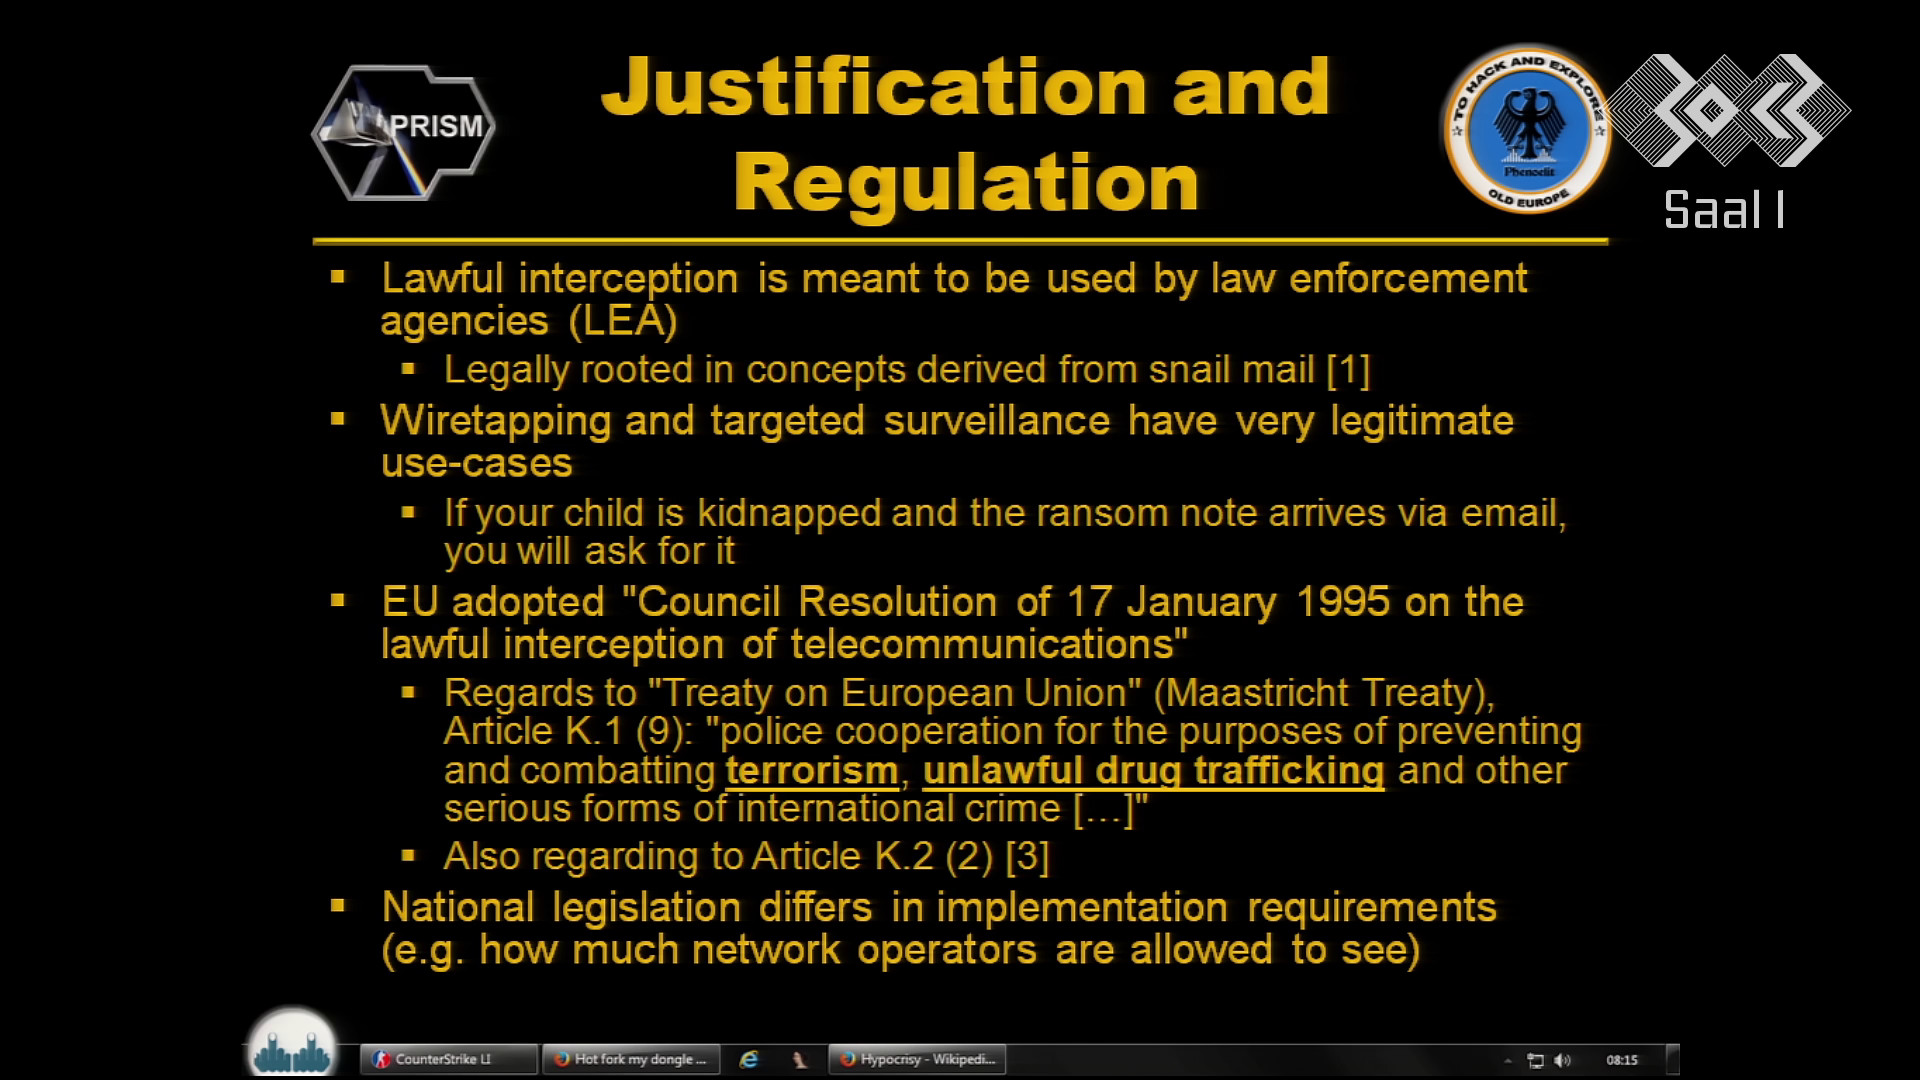 Justification and
Regulation
PRISM
TO HACK AND EXPLORE
Phenoelit
OLD EUROPE
30C3
Saal 1
▪ Lawful interception is meant to be used by law enforcement
agencies (LEA)
▪ Legally rooted in concepts derived from snail mail [1]
▪ Wiretapping and targeted surveillance have very legitimate
use-cases
▪ If your child is kidnapped and the ransom note arrives via email,
you will ask for it
▪ EU adopted "Council Resolution of 17 January 1995 on the
lawful interception of telecommunications"
▪ Regards to "Treaty on European Union" (Maastricht Treaty),
Article K.1 (9): "police cooperation for the purposes of preventing
and combatting terrorism, unlawful drug trafficking and other
serious forms of international crime […]"
▪ Also regarding to Article K.2 (2) [3]
▪ National legislation differs in implementation requirements
(e.g. how much network operators are allowed to see)
CounterStrike LI
Hot fork my dongle ...
Hypocrisy - Wikipedi...
08:15